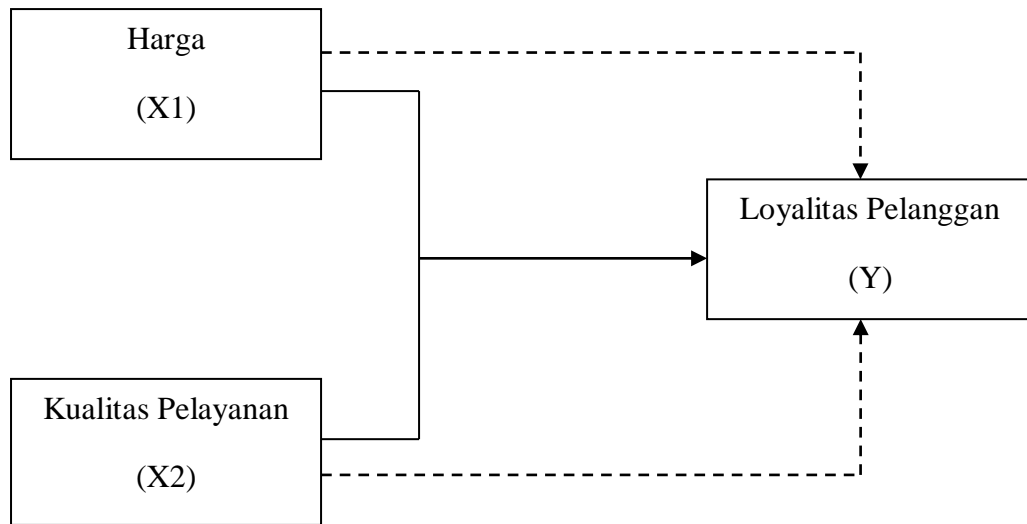 Harga
(X1)
Loyalitas Pelanggan
(Y)
Kualitas Pelayanan
(X2)